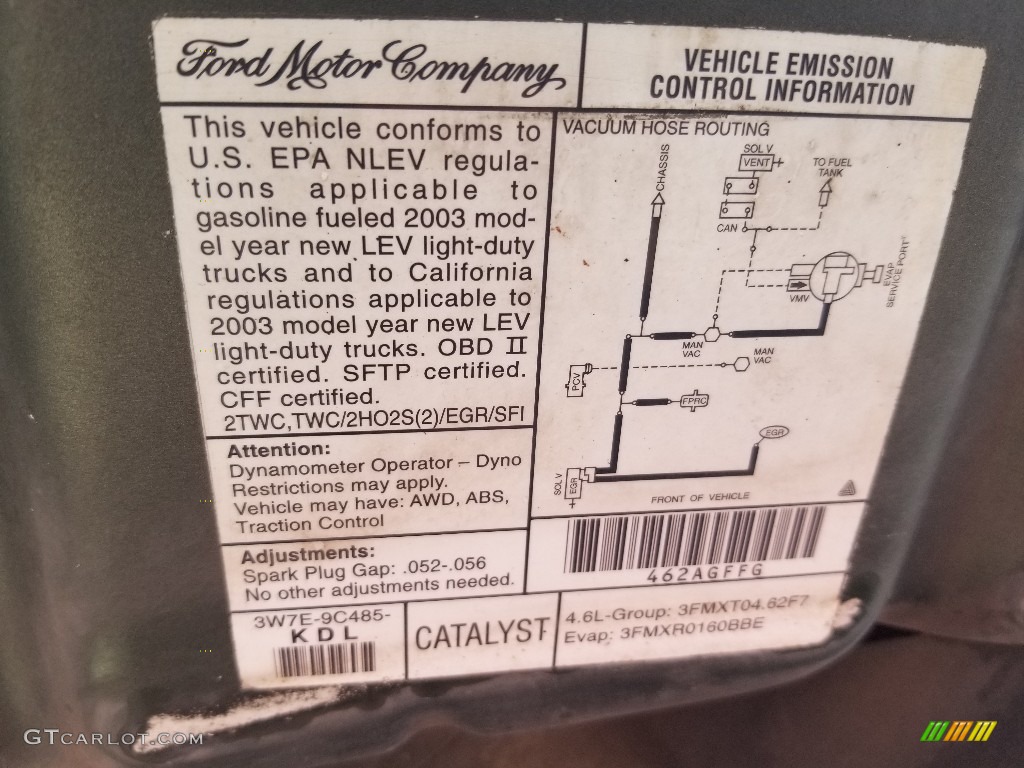 Ford Motor Company
VEHICLE EMISSION
CONTROL INFORMATION
This vehicle conforms to
U.S. EPA NLEV regula-
tions applicable to
gasoline fueled 2003 mod-
el year new LEV light-duty
trucks and to California
regulations applicable to
2003 model year new LEV
light-duty trucks. OBD II
certified. SFTP certified.
CFF certified.
2TWC,TWC/2HO2S(2)/EGR/SFI
Attention:
Dynamometer Operator – Dyno
Restrictions may apply.
Vehicle may have: AWD, ABS,
Traction Control
Adjustments:
Spark Plug Gap: .052-.056
No other adjustments needed.
3W7E-9C485-
KDL
CATALYST
VACUUM HOSE ROUTING
CHASSIS
SOL V
VENT
TO FUEL
TANK
CAN
VMV
EVAP
SERVICE PORT*
MAN
VAC
MAN
VAC
PCV
FPRC
EGR
SOL V
EGR
FRONT OF VEHICLE
462AGFFG
4.6L-Group: 3FMXT04.62F7
Evap: 3FMXR0160BBE
GTCARLOT.COM